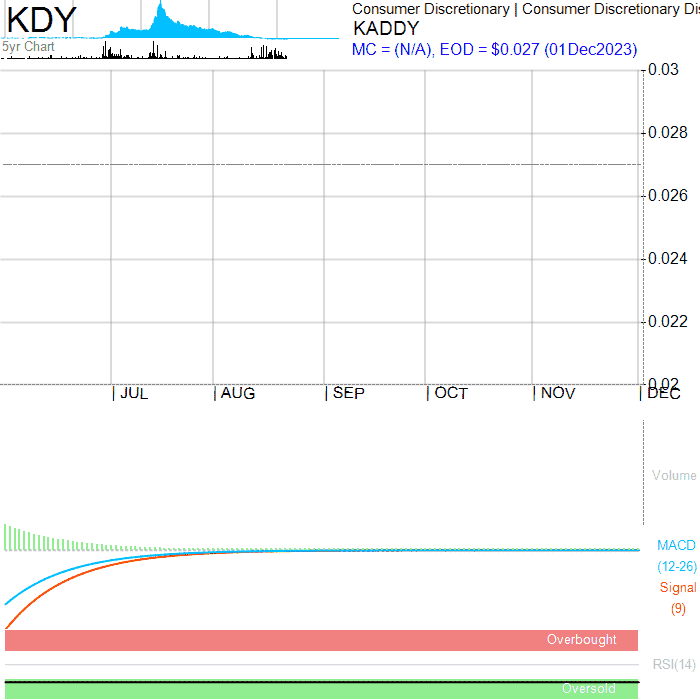 KDY
5yr Chart
Consumer Discretionary | Consumer Discretionary Dis
KADDY
MC = (N/A), EOD = $0.027 (01Dec2023)
0.03
0.028
0.026
0.024
0.022
0.02
| JUL | AUG | SEP | OCT | NOV | DEC
Volume
MACD
(12-26)
Signal
(9)
Overbought
RSI(14)
Oversold